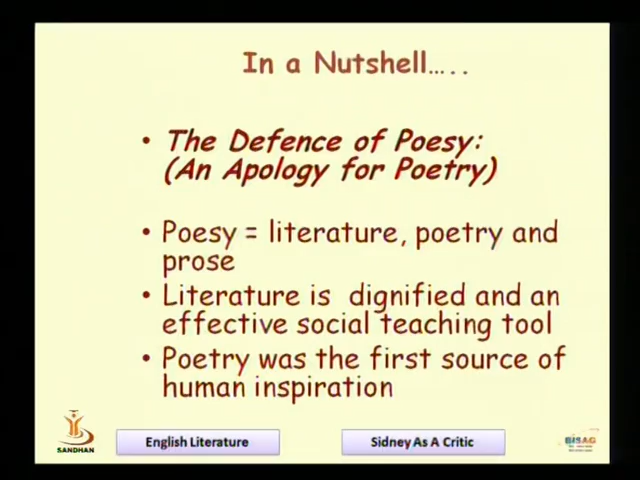 In a Nutshell.....
• The Defence of Poesy:
(An Apology for Poetry)
• Poesy = literature, poetry and
prose
• Literature is dignified and an
effective social teaching tool
• Poetry was the first source of
human inspiration
SANDHAN
English Literature
Sidney As A Critic
BISAG